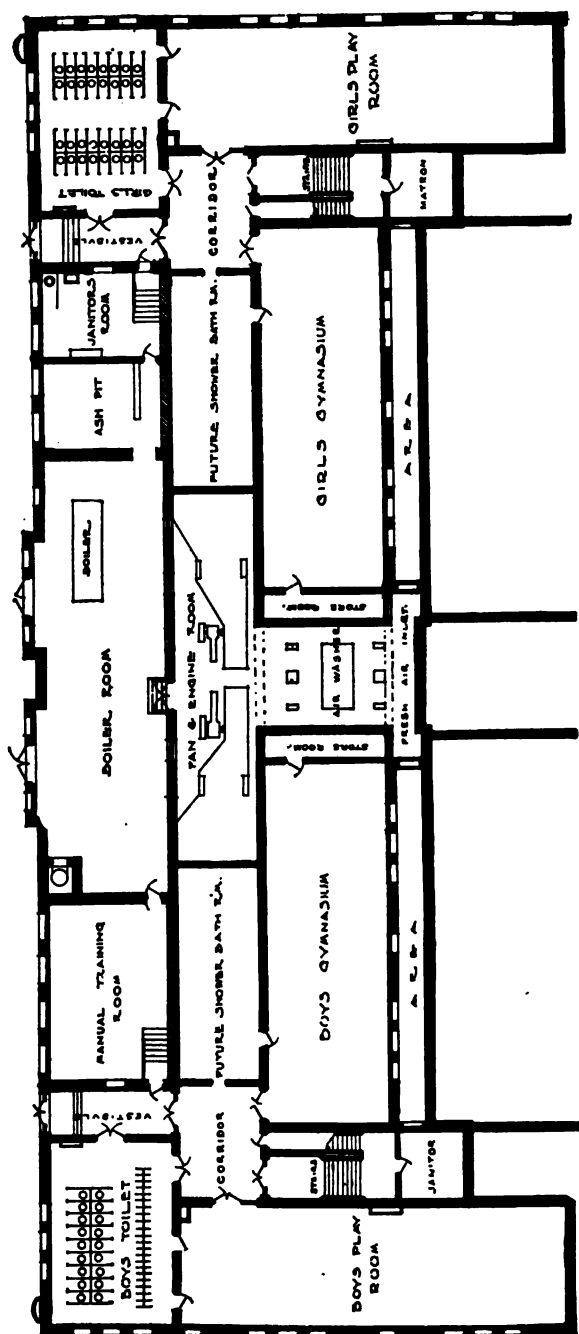 GIRLS PLAY
ROOM
GIRLS TOILET
STAIRS
MATRON
VESTIBULE
CORRIDOR
JANITORS
ROOM
FUTURE SHOWER BATH RM.
GIRLS GYMNASIUM
AREA
ASH PIT
BOILER
BOILER ROOM
FAN & ENGINE ROOM
STORE ROOM.
AIR WASHER
FRESH AIR INLET.
STORE ROOM.
MANUAL TRAINING
ROOM
FUTURE SHOWER BATH R'M.
BOYS GYMNASIUM
AREA
VESTIBULE
CORRIDOR
STAIRS
JANITOR
BOYS TOILET
BOYS PLAY
ROOM